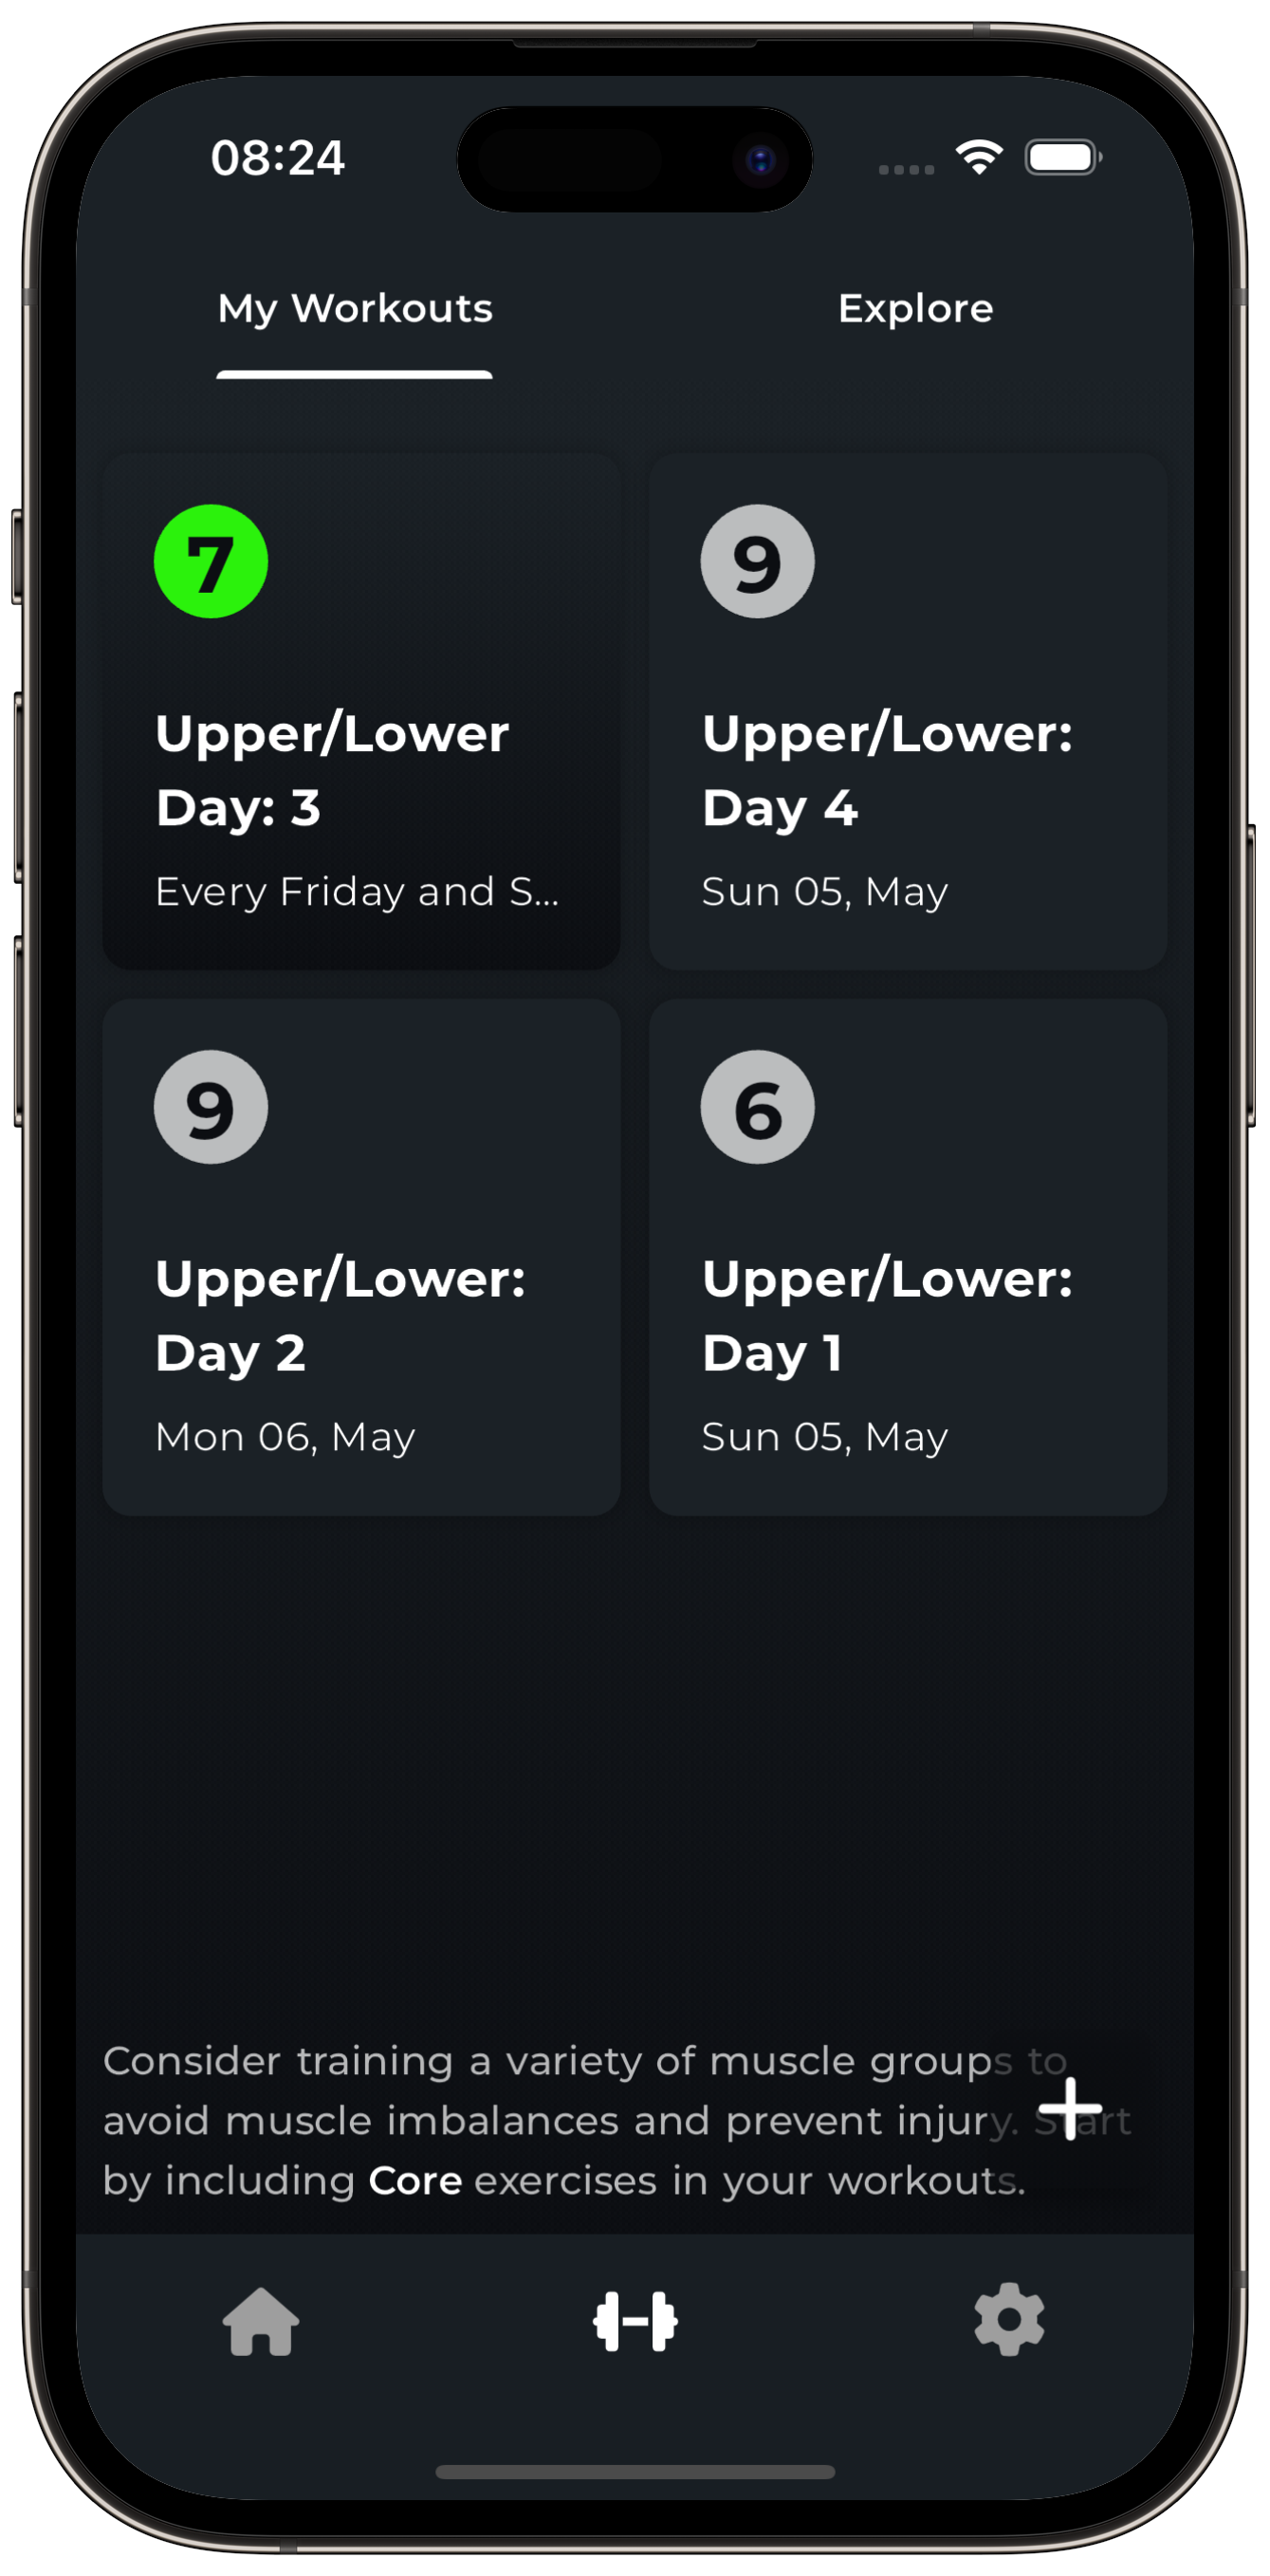 08:24
My Workouts
Explore
7
Upper/Lower
Day: 3
Every Friday and S...
9
Upper/Lower:
Day 4
Sun 05, May
9
Upper/Lower:
Day 2
Mon 06, May
6
Upper/Lower:
Day 1
Sun 05, May
Consider training a variety of muscle groups to
avoid muscle imbalances and prevent injury. Start
by including Core exercises in your workouts.